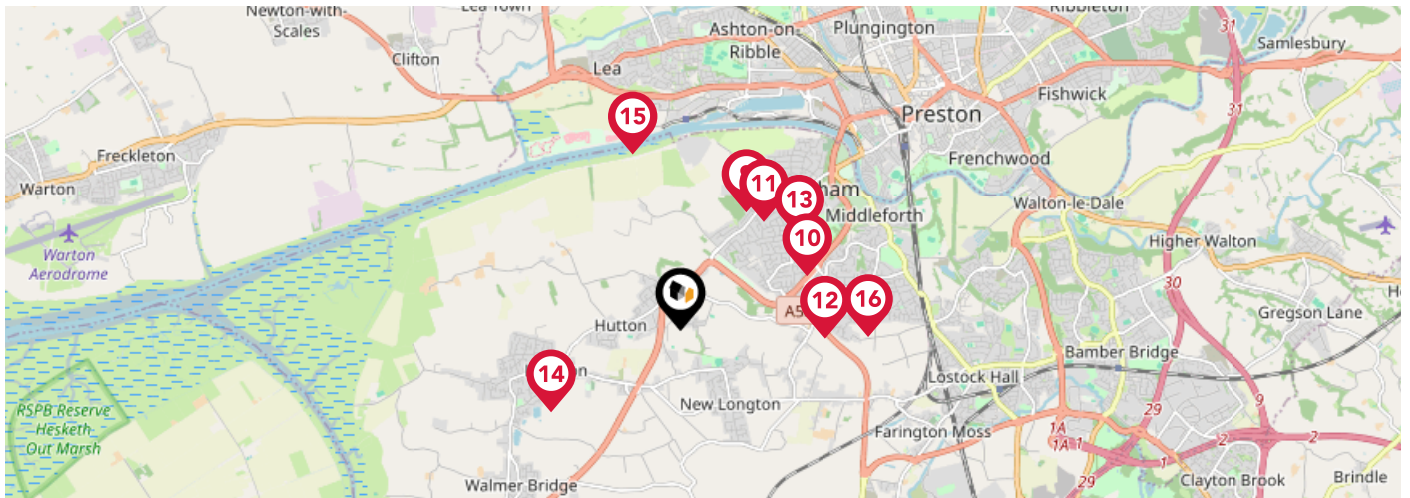 Newton-with-
Scales
Lea Town
Ashton-on-
Ribble
Plungington
Ribbleton
31
Samlesbury
Clifton
Lea
Fishwick
31
Preston
15
Freckleton
Frenchwood
Warton
11
13
ham
Middleforth
Walton-le-Dale
Warton
Aerodrome
10
Higher Walton
30
12
16
A5
Hutton
Gregson Lane
14
Bamber Bridge
Lostock Hall
New Longton
RSPB Reserve
Hesketh
Out Marsh
29
9
Farington Moss
1A
1A
1
1
2
2
29
Walmer Bridge
Clayton Brook
Brindle